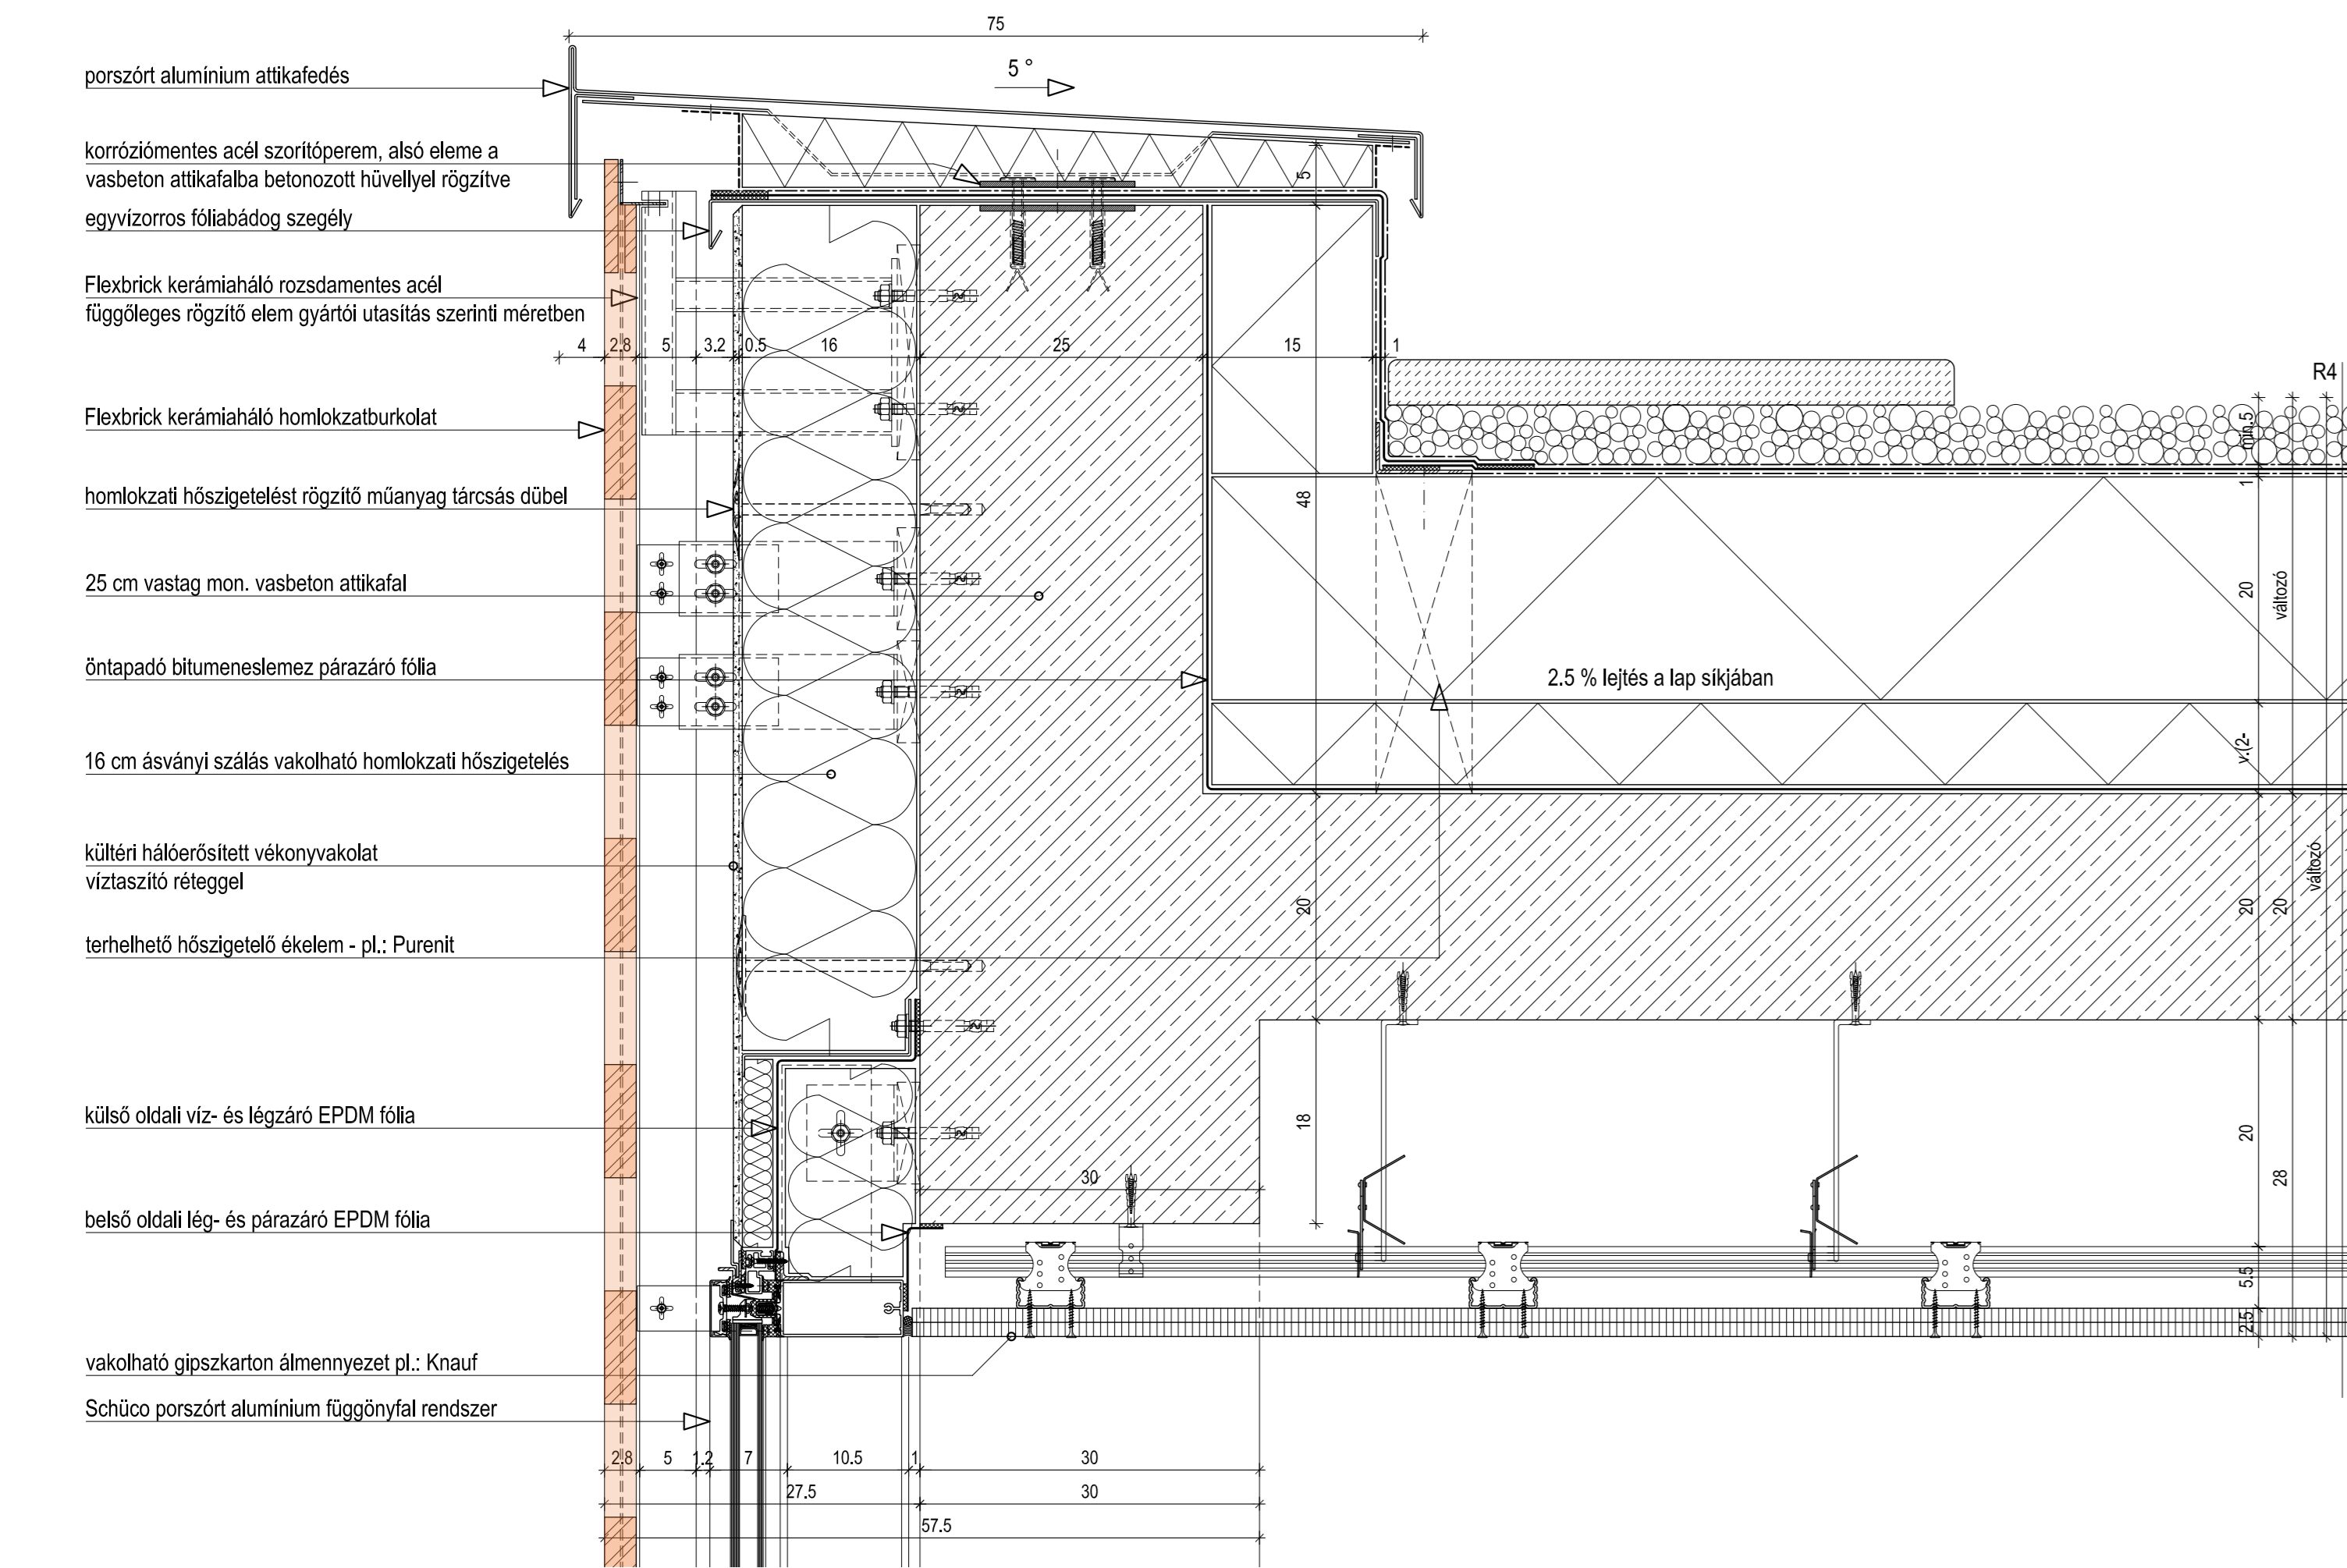 75
porszórt alumínium attikafedés
5 °
korróziómentes acél szorítóperem, alsó eleme a
vasbeton attikafalba betonozott hüvellyel rögzítve
5
egyvízorros fóliabádog szegély
Flexbrick kerámiaháló rozsdamentes acél
függőleges rögzítő elem gyártói utasítás szerinti méretben
4 2.8 5 3.2 0.5 16 25 15 1
R4
Flexbrick kerámiaháló homlokzatburkolat
min.5
homlokzati hőszigetelést rögzítő műanyag tárcsás dübel
48
1
25 cm vastag mon. vasbeton attikafal
20
változó
öntapadó bitumeneslemez párazáró fólia
2.5 % lejtés a lap síkjában
16 cm ásványi szálás vakolható homlokzati hőszigetelés
v.(2-
kültéri hálóerősített vékonyvakolat
víztaszító réteggel
változó
20
20
20
terhelhető hőszigetelő ékelem - pl.: Purenit
külső oldali víz- és légzáró EPDM fólia
18
20
28
30
belső oldali lég- és párazáró EPDM fólia
5.5
2.5
vakolható gipszkarton álmennyezet pl.: Knauf
Schüco porszórt alumínium függönyfal rendszer
2.8 5 1.2 7 10.5 1 30
27.5 30
57.5